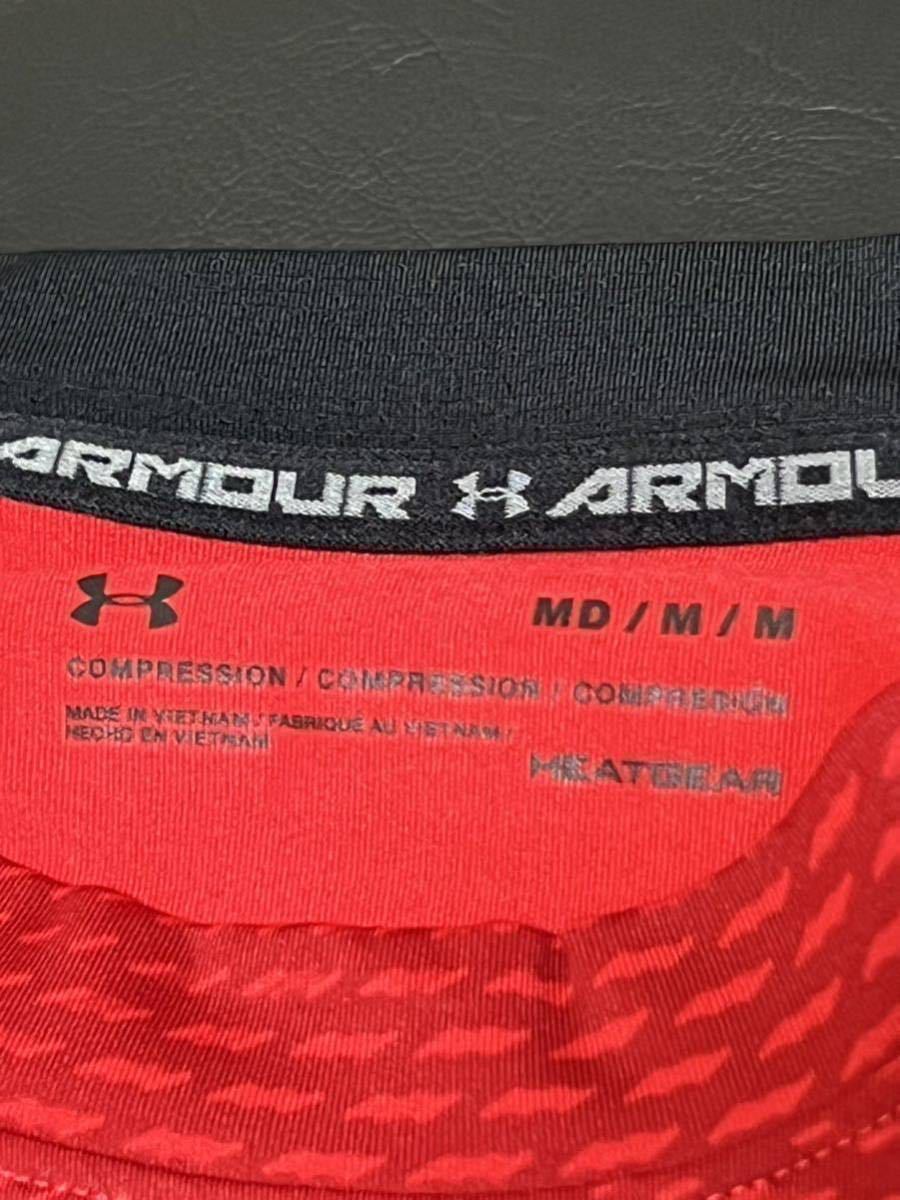 ARMOUR ARMOU
MD / M / M
COMPRESSION / COMPRESSION / COMPRESIÓN
MADE IN VIETNAM / FABRIQUÉ AU VIETNAM /
HECHO EN VIETNAM
HEATGEAR